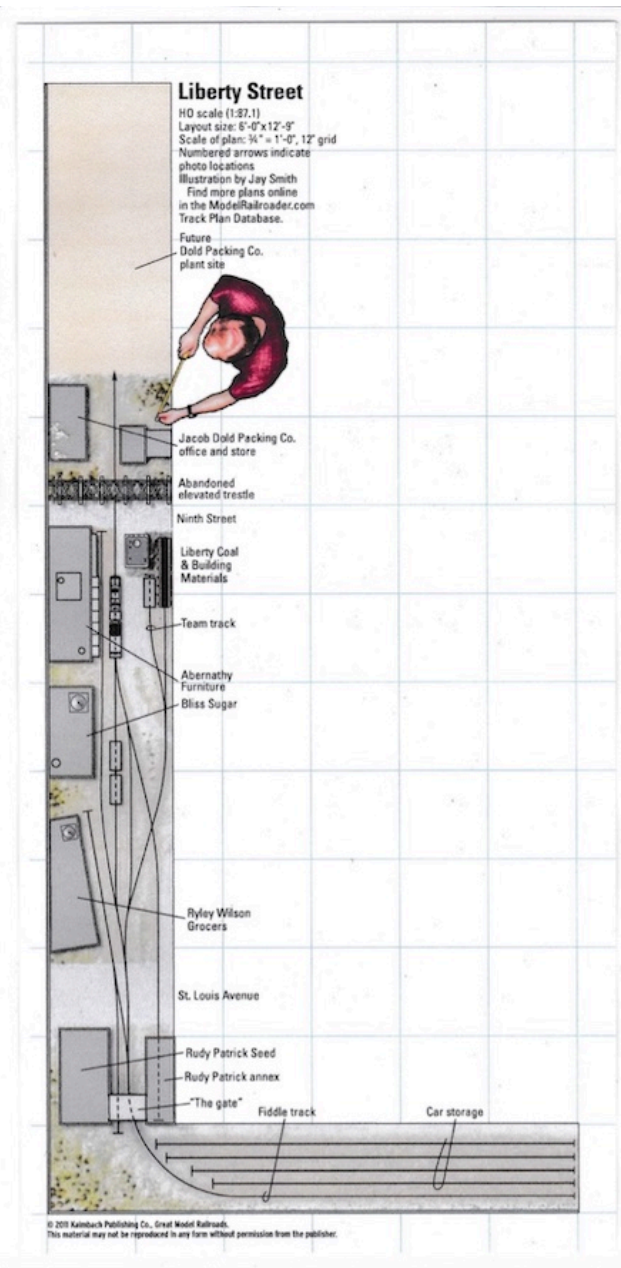 Liberty Street
HO scale (1:87.1)
Layout size: 6'-0"x12'-9"
Scale of plan: ¾" = 1'-0", 12" grid
Numbered arrows indicate
photo locations
Illustration by Jay Smith
Find more plans online
in the ModelRailroader.com
Track Plan Database.
Future
Dold Packing Co.
plant site
Jacob Dold Packing Co.
office and store
Abandoned
elevated trestle
Ninth Street
Liberty Coal
& Building
Materials
Team track
Abernathy
Furniture
Bliss Sugar
Ryley Wilson
Grocers
St. Louis Avenue
Rudy Patrick Seed
Rudy Patrick annex
"The gate"
Fiddle track
Car storage
© 2011 Kalmbach Publishing Co., Great Model Railroads.
This material may not be reproduced in any form without permission from the publisher.